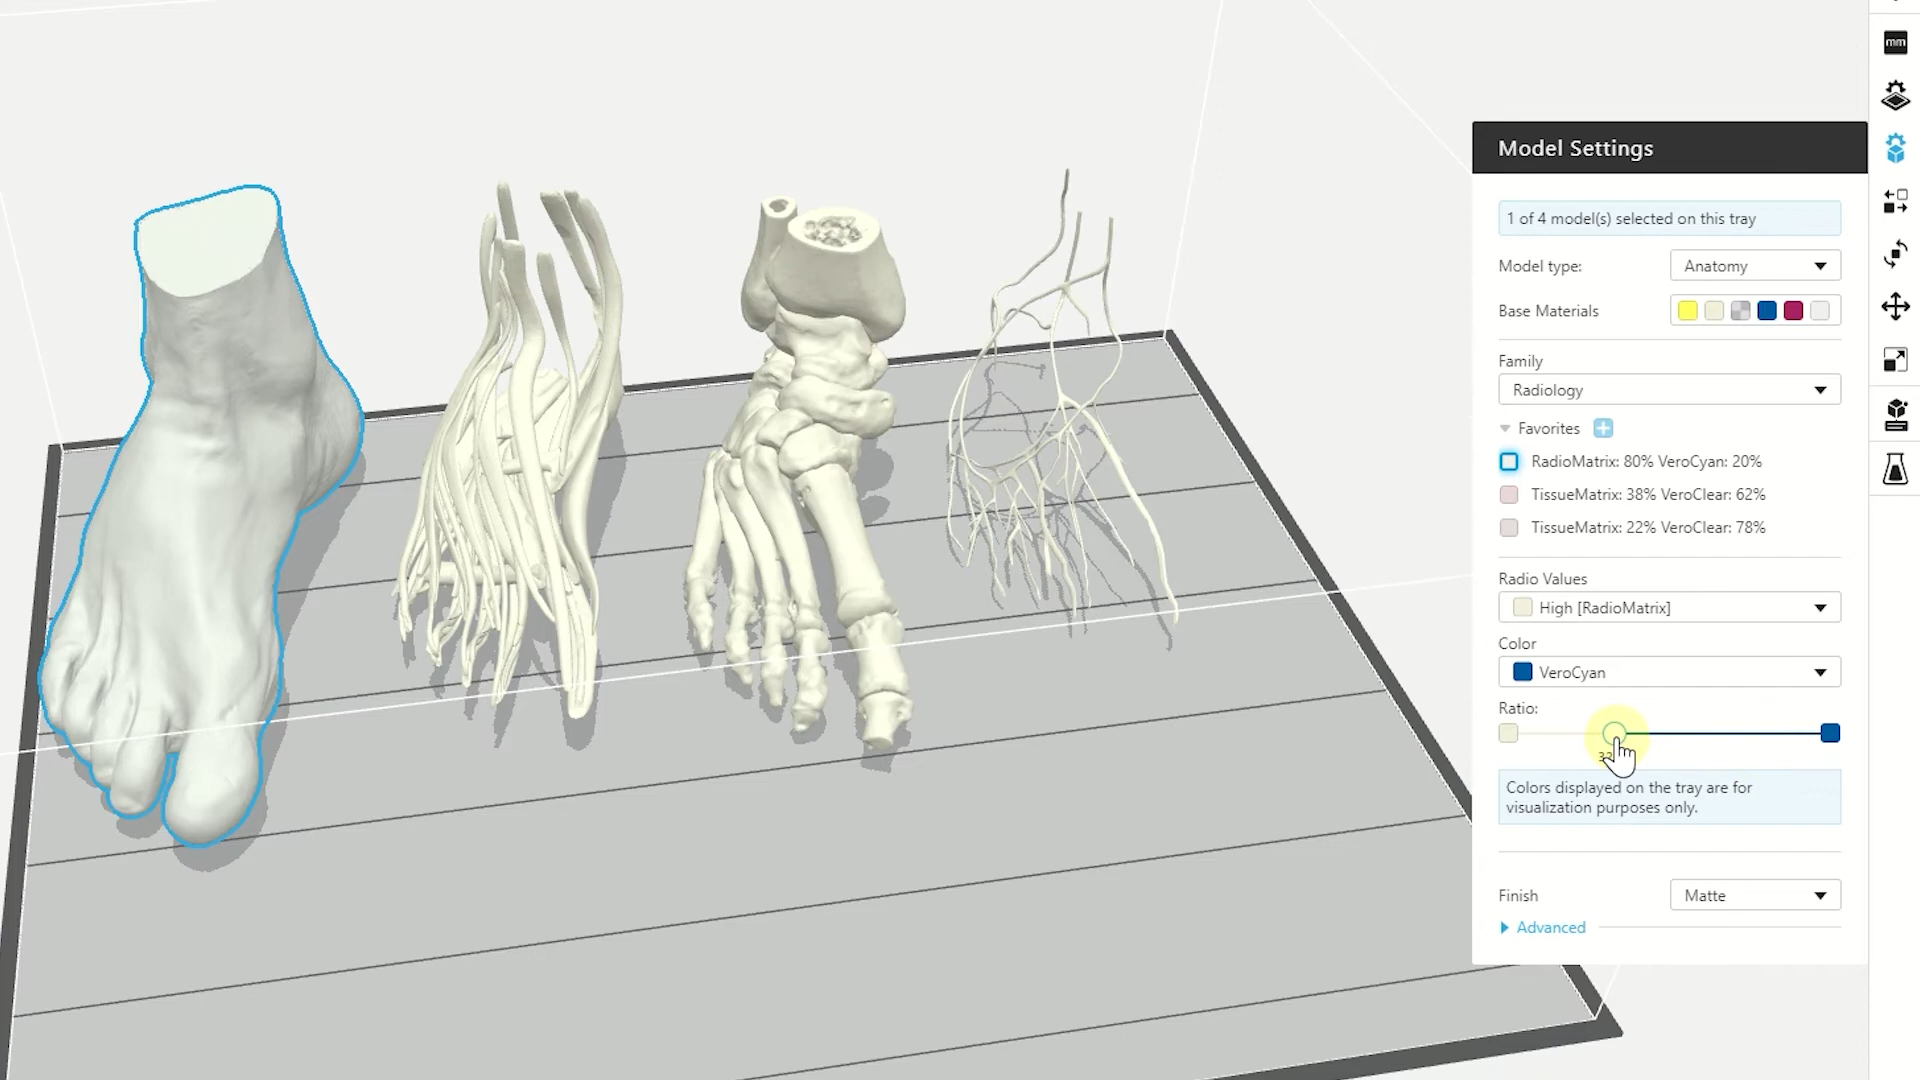 mm
Model Settings
1 of 4 model(s) selected on this tray
Model type: Anatomy
Base Materials
Family
Radiology
Favorites
RadioMatrix: 80% VeroCyan: 20%
TissueMatrix: 38% VeroClear: 62%
TissueMatrix: 22% VeroClear: 78%
Radio Values
High [RadioMatrix]
Color
VeroCyan
Ratio:
Colors displayed on the tray are for
visualization purposes only.
Finish Matte
Advanced